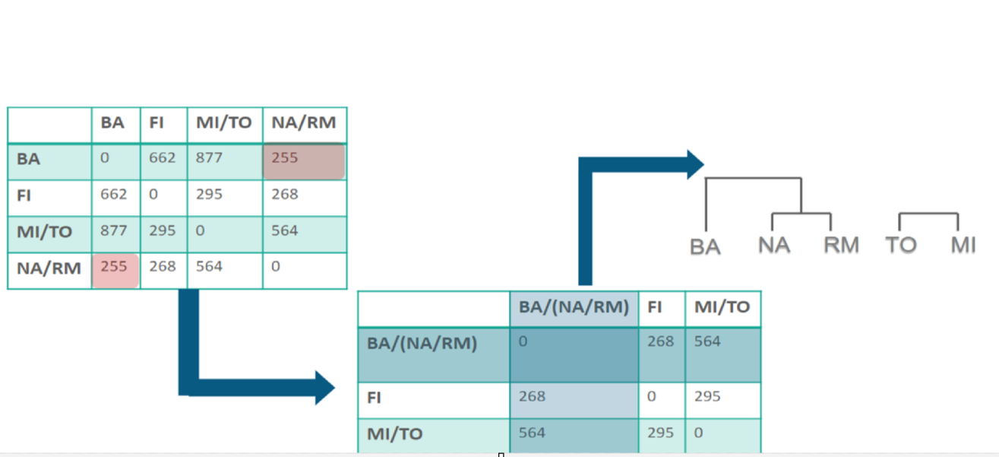 BA FI MI/TO NA/RM
BA 0 662 877 255
FI 662 0 295 268
MI/TO 877 295 0 564
NA/RM 255 268 564 0
BA/(NA/RM) FI MI/TO
BA/(NA/RM) 0 268 564
FI 268 0 295
MI/TO 564 295 0
BA NA RM TO MI